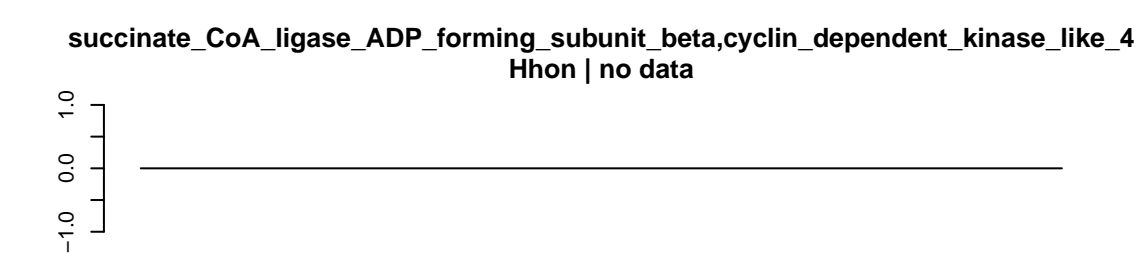 succinate_CoA_ligase_ADP_forming_subunit_beta,cyclin_dependent_kinase_like_4
Hhon | no data
1.0
0.0
−1.0